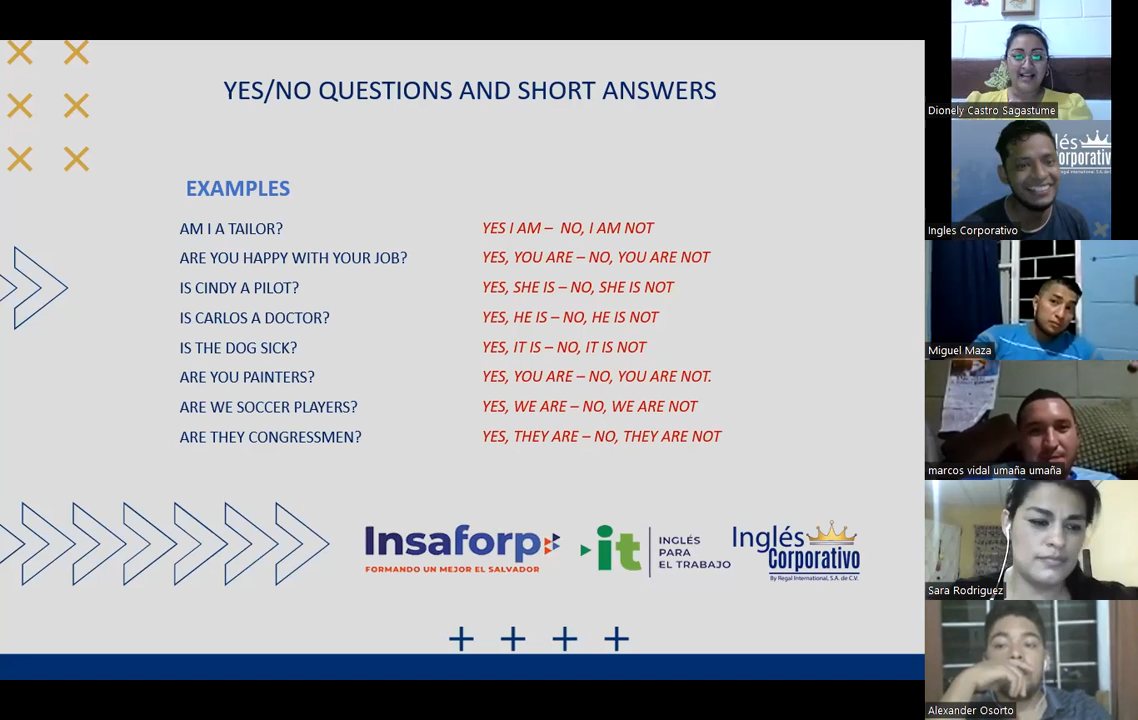 YES/NO QUESTIONS AND SHORT ANSWERS
EXAMPLES
AM I A TAILOR?
YES I AM – NO, I AM NOT
ARE YOU HAPPY WITH YOUR JOB?
YES, YOU ARE – NO, YOU ARE NOT
IS CINDY A PILOT?
YES, SHE IS – NO, SHE IS NOT
IS CARLOS A DOCTOR?
YES, HE IS – NO, HE IS NOT
IS THE DOG SICK?
YES, IT IS – NO, IT IS NOT
ARE YOU PAINTERS?
YES, YOU ARE – NO, YOU ARE NOT.
ARE WE SOCCER PLAYERS?
YES, WE ARE – NO, WE ARE NOT
ARE THEY CONGRESSMEN?
YES, THEY ARE – NO, THEY ARE NOT
Insaforp
FORMANDO UN MEJOR EL SALVADOR
it
INGLÉS
PARA
EL TRABAJO
Inglés
Corporativo
By Regal International, S.A. de C.V.
Dionely Castro Sagastume
lés
orporativ
Ingles Corporativo
Miguel Maza
marcos vidal umaña umaña
Sara Rodriguez
Alexander Osorto